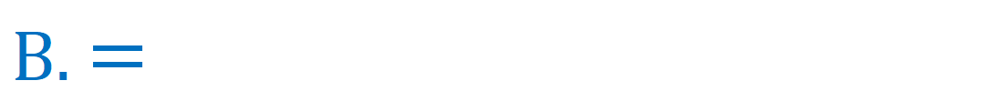 B. =